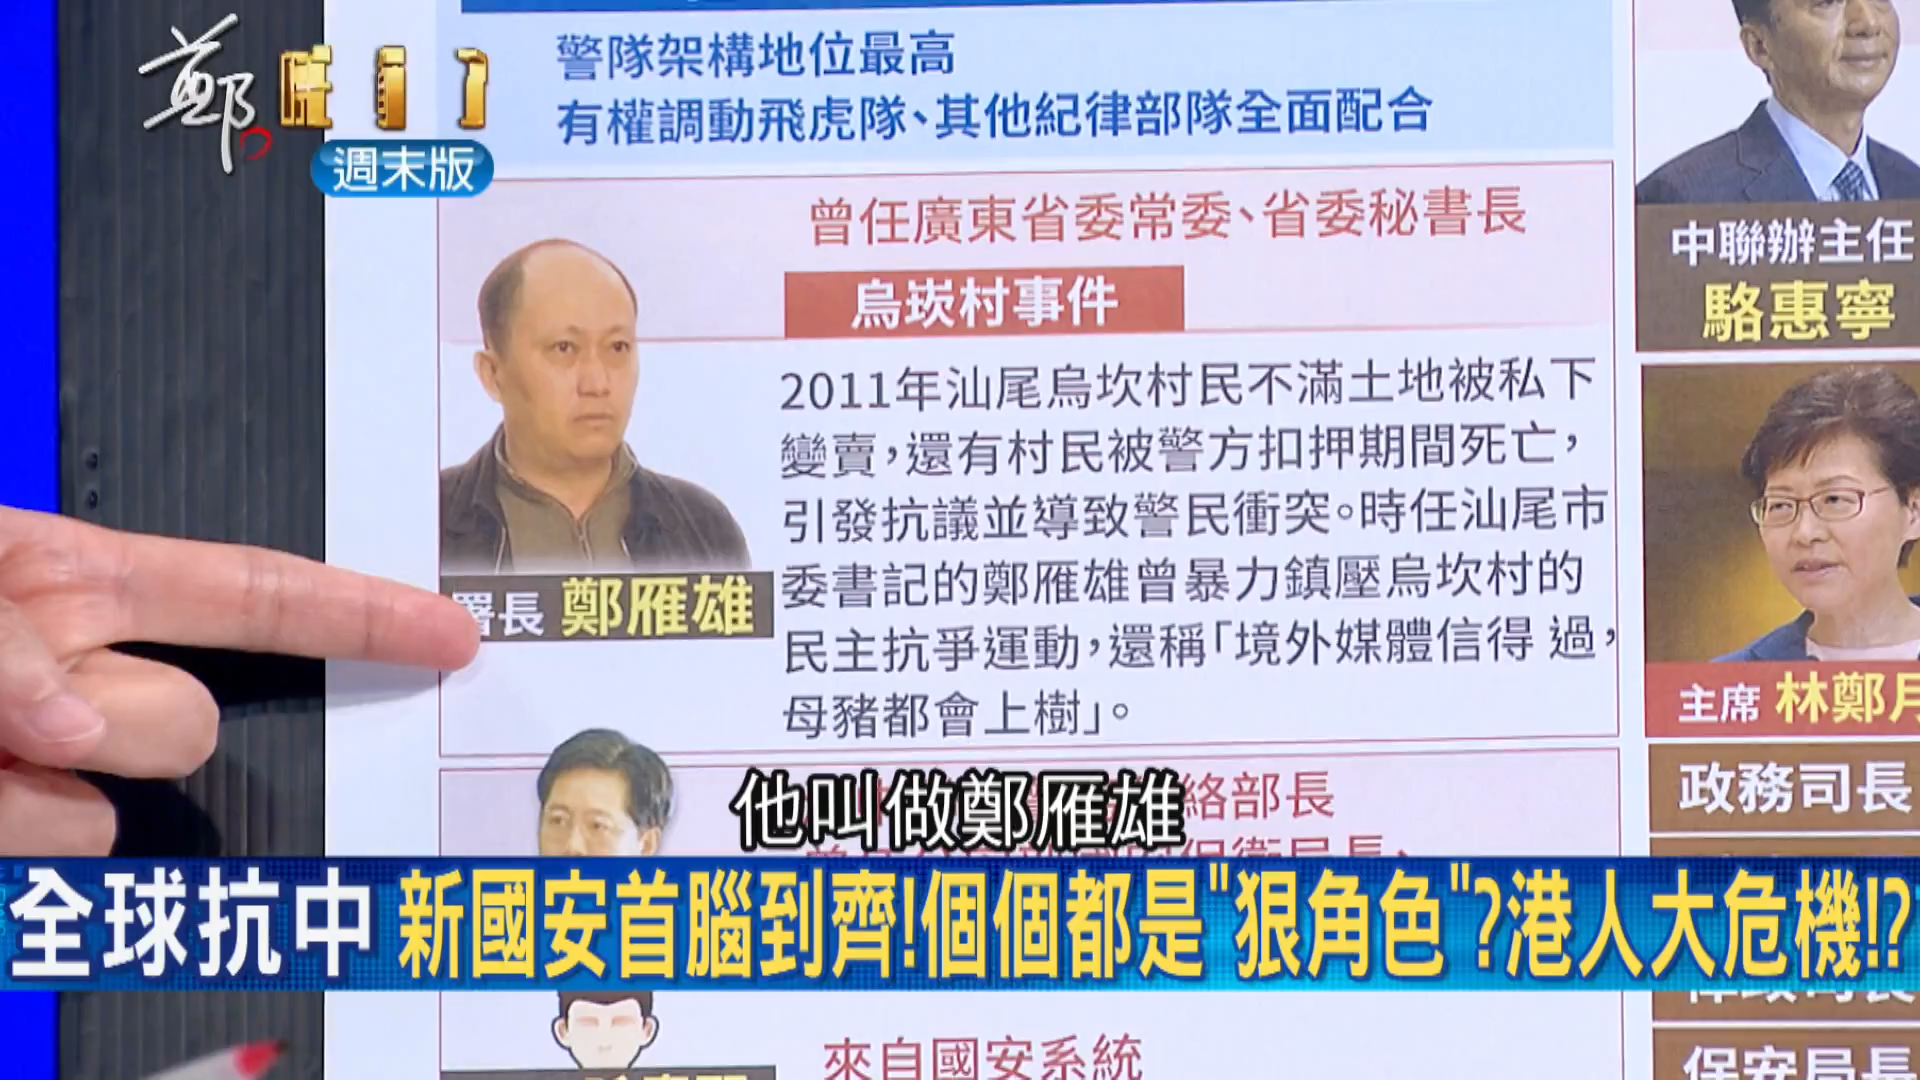 警隊架構地位最高
有權調動飛虎隊、其他紀律部隊全面配合
鄭
週末版
曾任廣東省委常委、省委秘書長
烏崁村事件
2011年汕尾烏坎村民不滿土地被私下
變賣，還有村民被警方扣押期間死亡，
引發抗議並導致警民衝突。時任汕尾市
委書記的鄭雁雄曾暴力鎮壓烏坎村的
民主抗爭運動，還稱「境外媒體信得 過，
母豬都會上樹」。
署長 鄭雁雄
中聯辦主任
駱惠寧
主席 林鄭月
政務司長
絡部長
他叫做鄭雁雄
全球抗中 新國安首腦到齊!個個都是"狠角色"?港人大危機!?
來自國安系統
保安局長